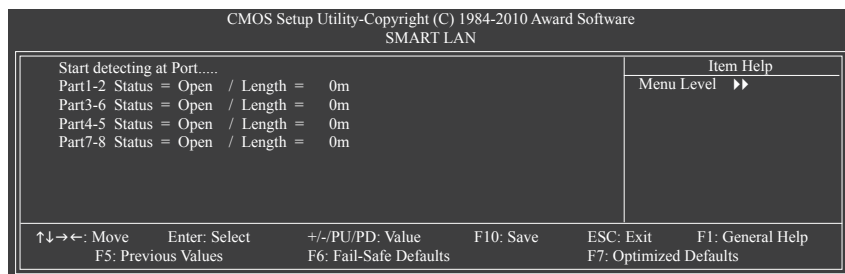 CMOS Setup Utility-Copyright (C) 1984-2010 Award Software
SMART LAN
Start detecting at Port.....
Part1-2 Status = Open / Length = 0m
Part3-6 Status = Open / Length = 0m
Part4-5 Status = Open / Length = 0m
Part7-8 Status = Open / Length = 0m
Item Help
Menu Level ▶▶
↑↓→←: Move Enter: Select +/-/PU/PD: Value F10: Save ESC: Exit F1: General Help
F5: Previous Values F6: Fail-Safe Defaults F7: Optimized Defaults